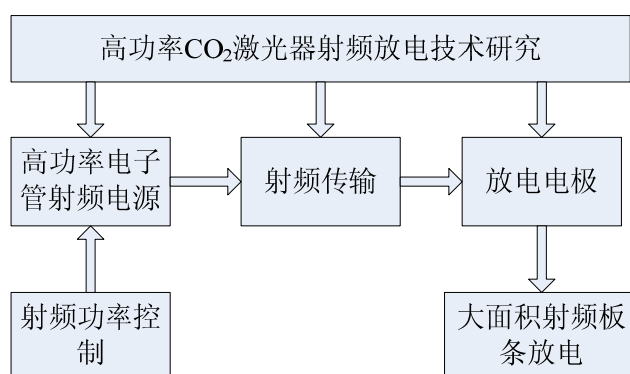 高功率CO₂激光器射频放电技术研究
高功率电子
管射频电源
射频传输
放电电极
射频功率控
制
大面积射频板
条放电